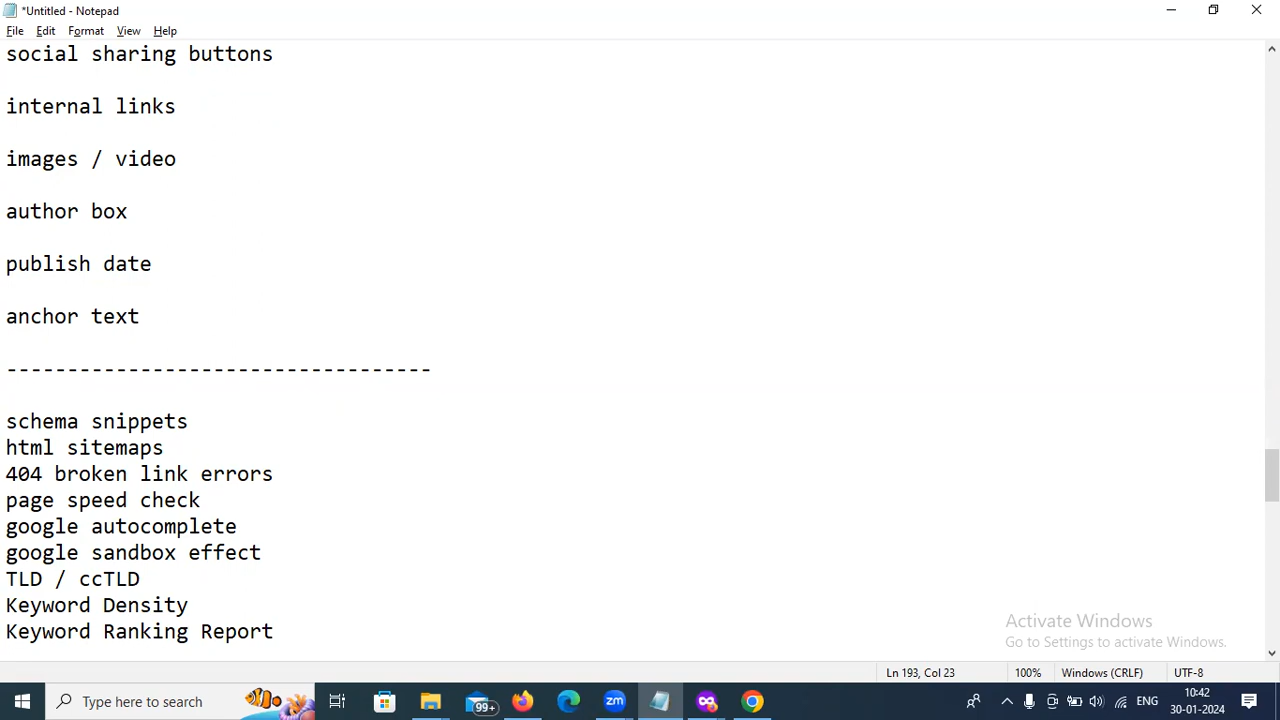 *Untitled - Notepad
File Edit Format View Help
social sharing buttons
internal links
images / video
author box
publish date
anchor text
-----------------------------------
schema snippets
html sitemaps
404 broken link errors
page speed check
google autocomplete
google sandbox effect
TLD / ccTLD
Keyword Density
Keyword Ranking Report
Activate Windows
Go to Settings to activate Windows.
Ln 193, Col 23 100% Windows (CRLF) UTF-8
Type here to search 99+ zm ENG 10:42
30-01-2024